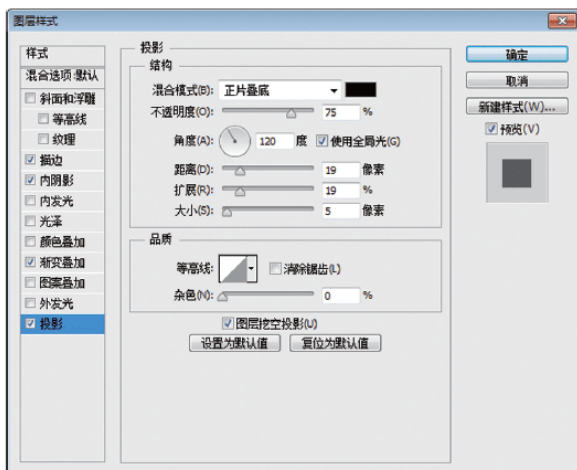 图层样式
样式
混合选项:默认
斜面和浮雕
等高线
纹理
描边
内阴影
内发光
光泽
颜色叠加
渐变叠加
图案叠加
外发光
投影
投影
结构
混合模式(B): 正片叠底
不透明度(O): 75 %
角度(A): 120 度 使用全局光(G)
距离(D): 19 像素
扩展(R): 19 %
大小(S): 5 像素
品质
等高线: 消除锯齿(L)
杂色(N): 0 %
图层挖空投影(U)
设置为默认值 复位为默认值
确定
取消
新建样式(W)...
预览(V)